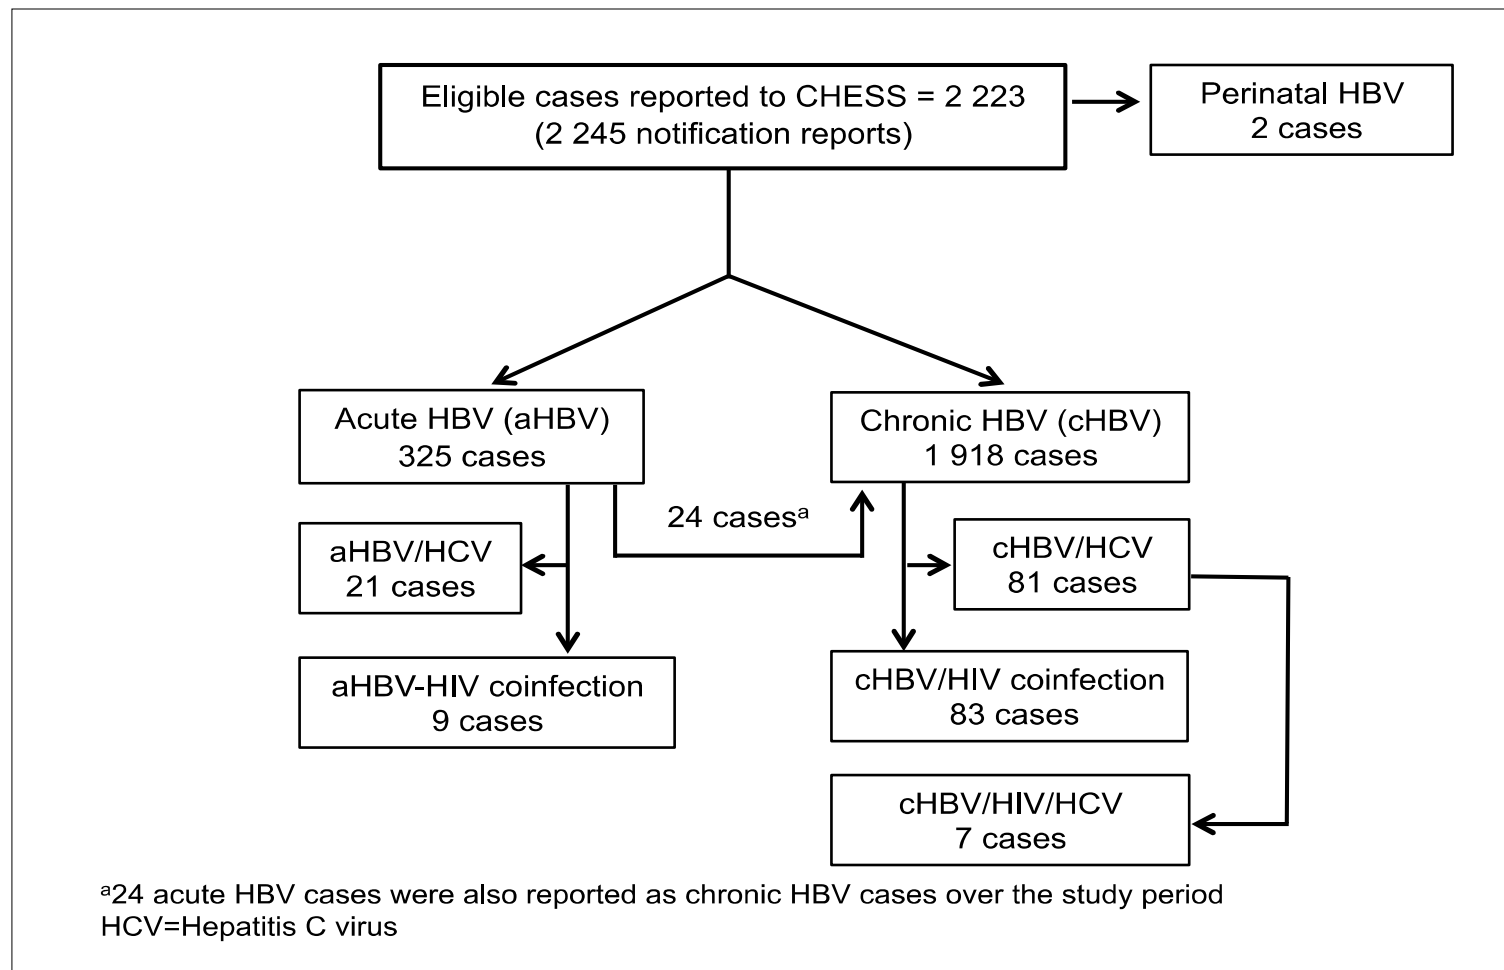 Eligible cases reported to CHESS = 2 223
(2 245 notification reports)
Perinatal HBV
2 cases
Acute HBV (aHBV)
325 cases
Chronic HBV (cHBV)
1 918 cases
24 casesᵃ
aHBV/HCV
21 cases
cHBV/HCV
81 cases
aHBV-HIV coinfection
9 cases
cHBV/HIV coinfection
83 cases
cHBV/HIV/HCV
7 cases
ᵃ24 acute HBV cases were also reported as chronic HBV cases over the study period
HCV=Hepatitis C virus